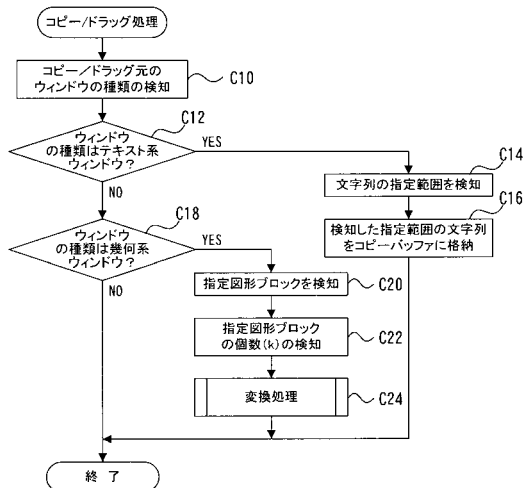 コピー/ドラッグ処理
コピー/ドラッグ元の
ウィンドウの種類の検知
C10
ウィンドウ
の種類はテキスト系
ウィンドウ？
C12
YES
NO
文字列の指定範囲を検知
C14
検知した指定範囲の文字列
をコピーバッファに格納
C16
ウィンドウ
の種類は幾何系
ウィンドウ？
C18
YES
NO
指定図形ブロックを検知
C20
指定図形ブロック
の個数(k)の検知
C22
変換処理
C24
終 了